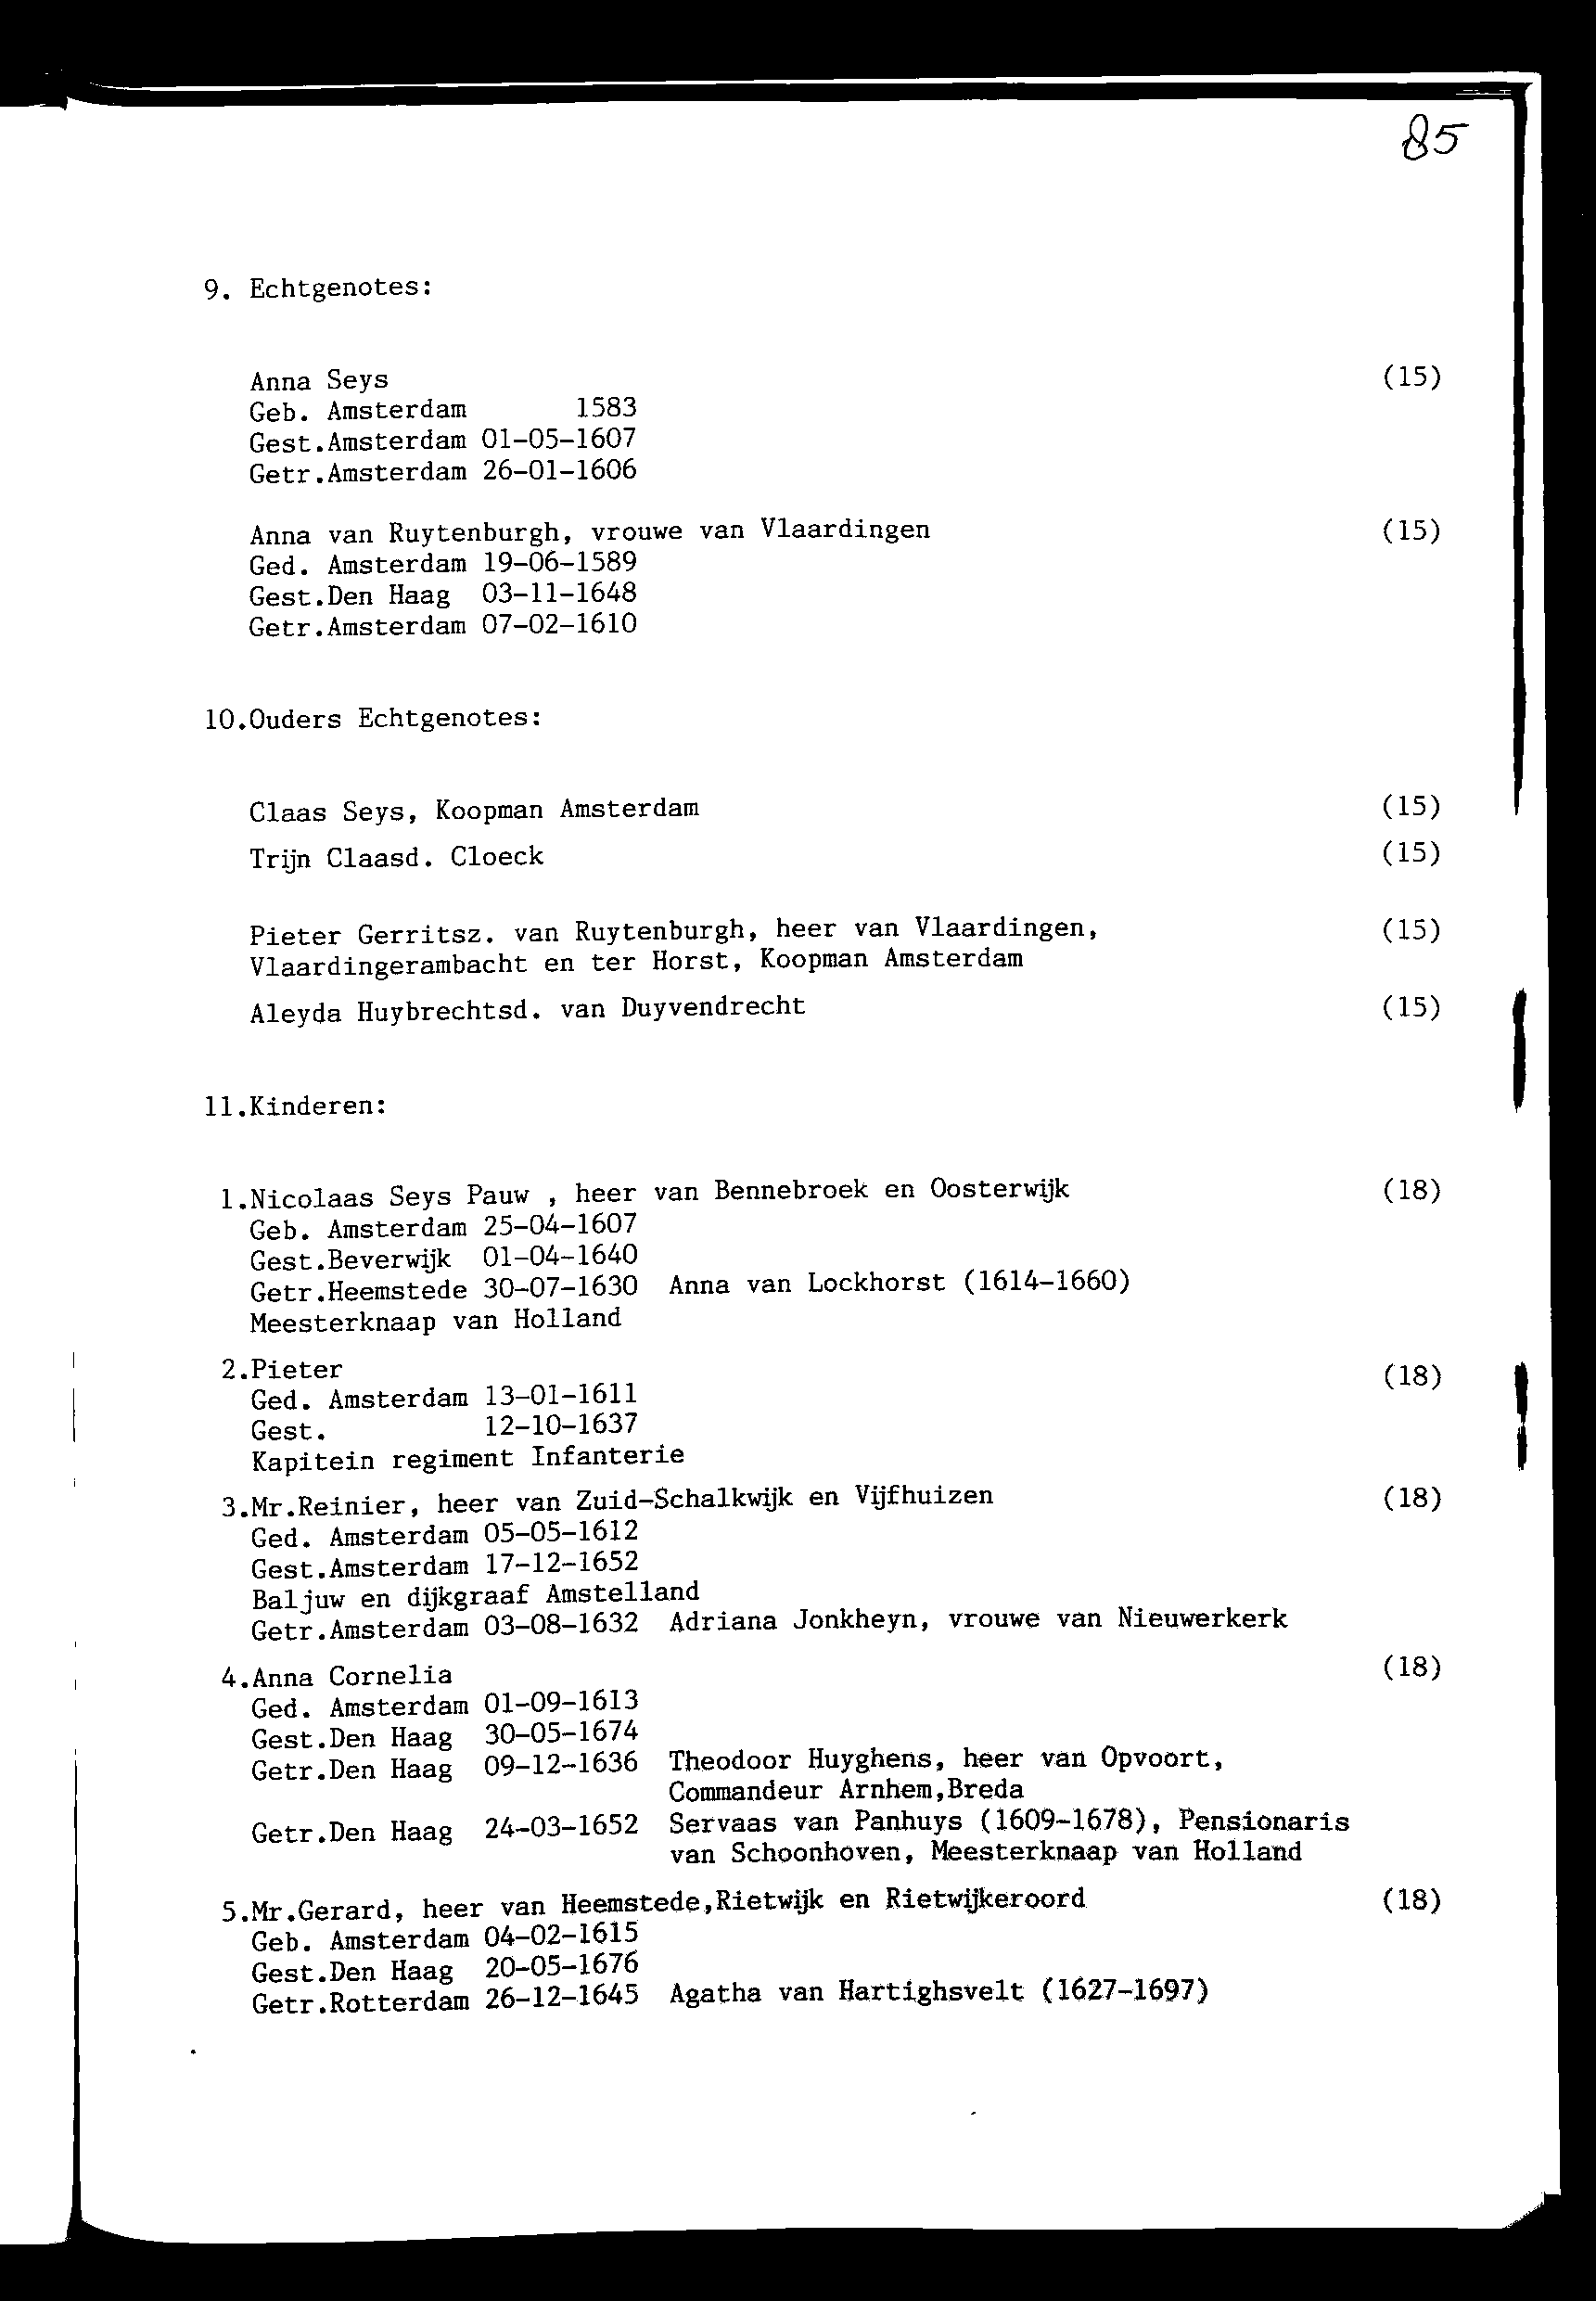 85
9. Echtgenotes:
Anna Seys (15)
Geb. Amsterdam 1583
Gest.Amsterdam 01-05-1607
Getr.Amsterdam 26-01-1606
Anna van Ruytenburgh, vrouwe van Vlaardingen (15)
Ged. Amsterdam 19-06-1589
Gest.Den Haag 03-11-1648
Getr.Amsterdam 07-02-1610
10.Ouders Echtgenotes:
Claas Seys, Koopman Amsterdam (15)
Trijn Claasd. Cloeck (15)
Pieter Gerritsz. van Ruytenburgh, heer van Vlaardingen, (15)
Vlaardingerambacht en ter Horst, Koopman Amsterdam
Aleyda Huybrechtsd. van Duyvendrecht (15)
11.Kinderen:
1.Nicolaas Seys Pauw , heer van Bennebroek en Oosterwijk (18)
Geb. Amsterdam 25-04-1607
Gest.Beverwijk 01-04-1640
Getr.Heemstede 30-07-1630 Anna van Lockhorst (1614-1660)
Meesterknaap van Holland
2.Pieter (18)
Ged. Amsterdam 13-01-1611
Gest. 12-10-1637
Kapitein regiment Infanterie
3.Mr.Reinier, heer van Zuid-Schalkwijk en Vijfhuizen (18)
Ged. Amsterdam 05-05-1612
Gest.Amsterdam 17-12-1652
Baljuw en dijkgraaf Amstelland
Getr.Amsterdam 03-08-1632 Adriana Jonkheyn, vrouwe van Nieuwerkerk
4.Anna Cornelia (18)
Ged. Amsterdam 01-09-1613
Gest.Den Haag 30-05-1674
Getr.Den Haag 09-12-1636 Theodoor Huyghens, heer van Opvoort,
Commandeur Arnhem,Breda
Getr.Den Haag 24-03-1652 Servaas van Panhuys (1609-1678), Pensionaris
van Schoonhoven, Meesterknaap van Holland
5.Mr.Gerard, heer van Heemstede,Rietwijk en Rietwijkeroord (18)
Geb. Amsterdam 04-02-1615
Gest.Den Haag 20-05-1676
Getr.Rotterdam 26-12-1645 Agatha van Hartighsvelt (1627-1697)